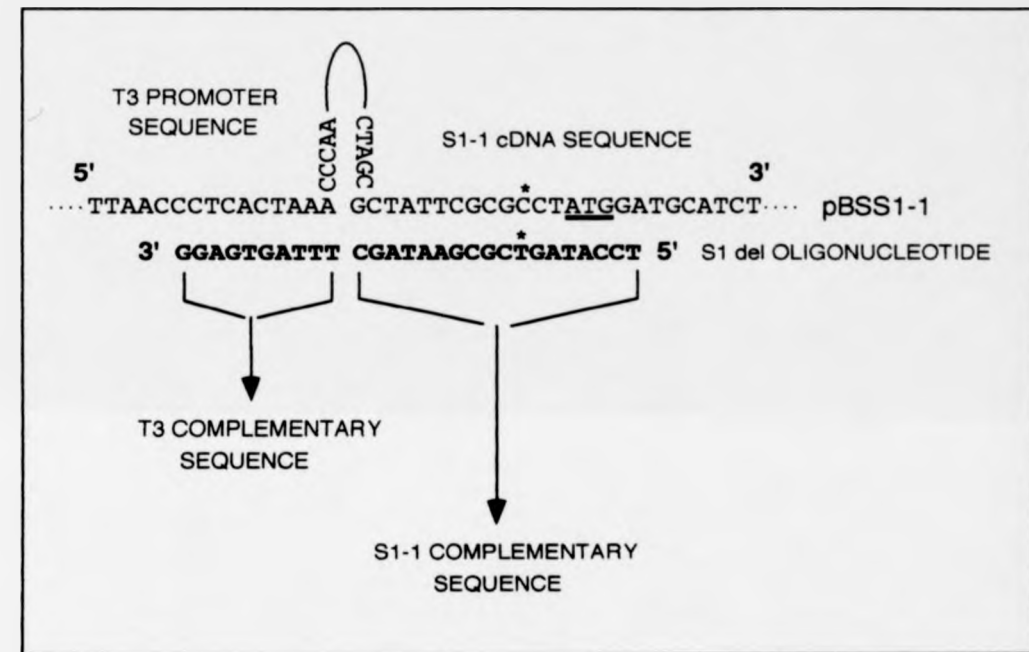 T3 PROMOTER
SEQUENCE
CCCAA
CTAGC
S1-1 cDNA SEQUENCE
5'
3'
*
....TTAACCCTCACTAAA GCTATTCGCGCCTATGGATGCATCT.... pBSS1-1
*
3' GGAGTGATTT CGATAAGCGCTGATACCT 5' S1 del OLIGONUCLEOTIDE
T3 COMPLEMENTARY
SEQUENCE
S1-1 COMPLEMENTARY
SEQUENCE